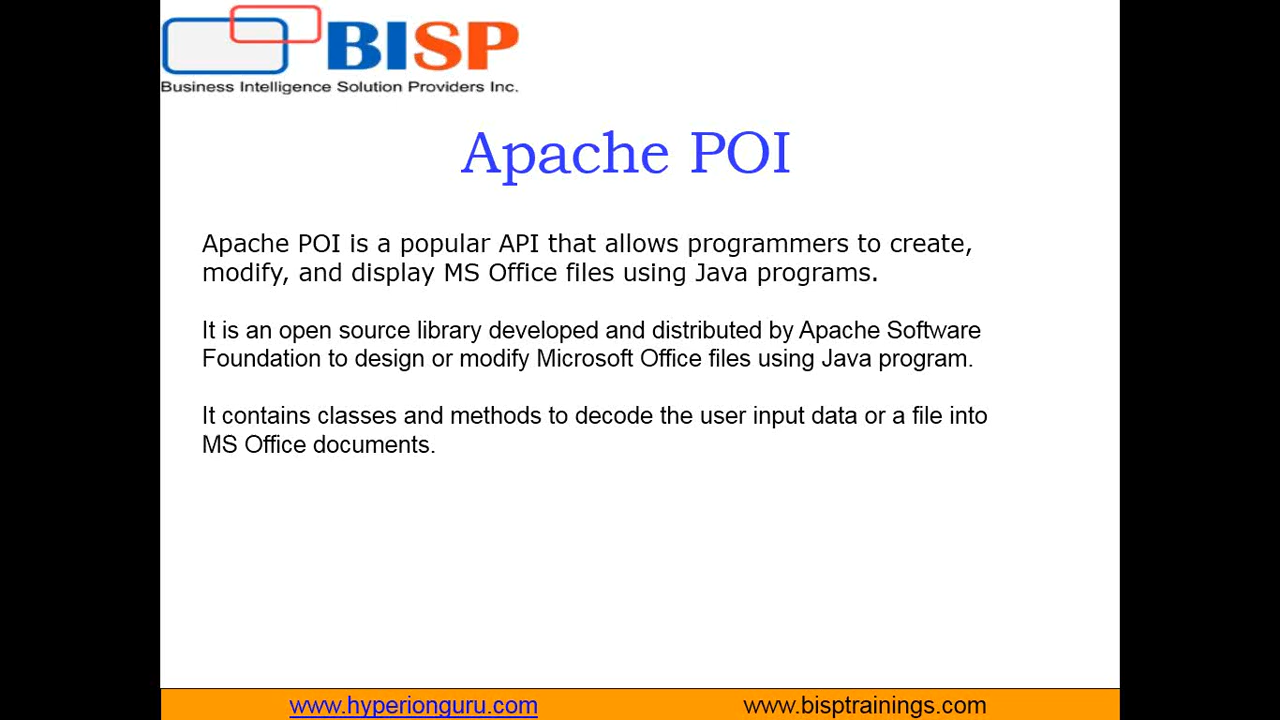 BISP
Business Intelligence Solution Providers Inc.
Apache POI
Apache POI is a popular API that allows programmers to create,
modify, and display MS Office files using Java programs.
It is an open source library developed and distributed by Apache Software
Foundation to design or modify Microsoft Office files using Java program.
It contains classes and methods to decode the user input data or a file into
MS Office documents.
www.hyperionguru.com
www.bisptrainings.com